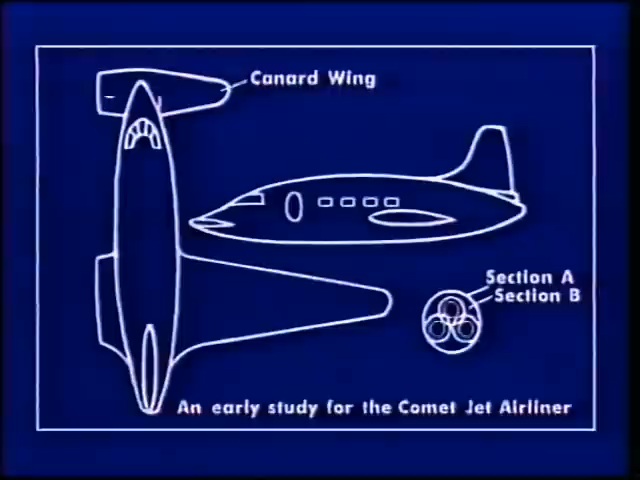 Canard Wing
Section A
Section B
An early study for the Comet Jet Airliner